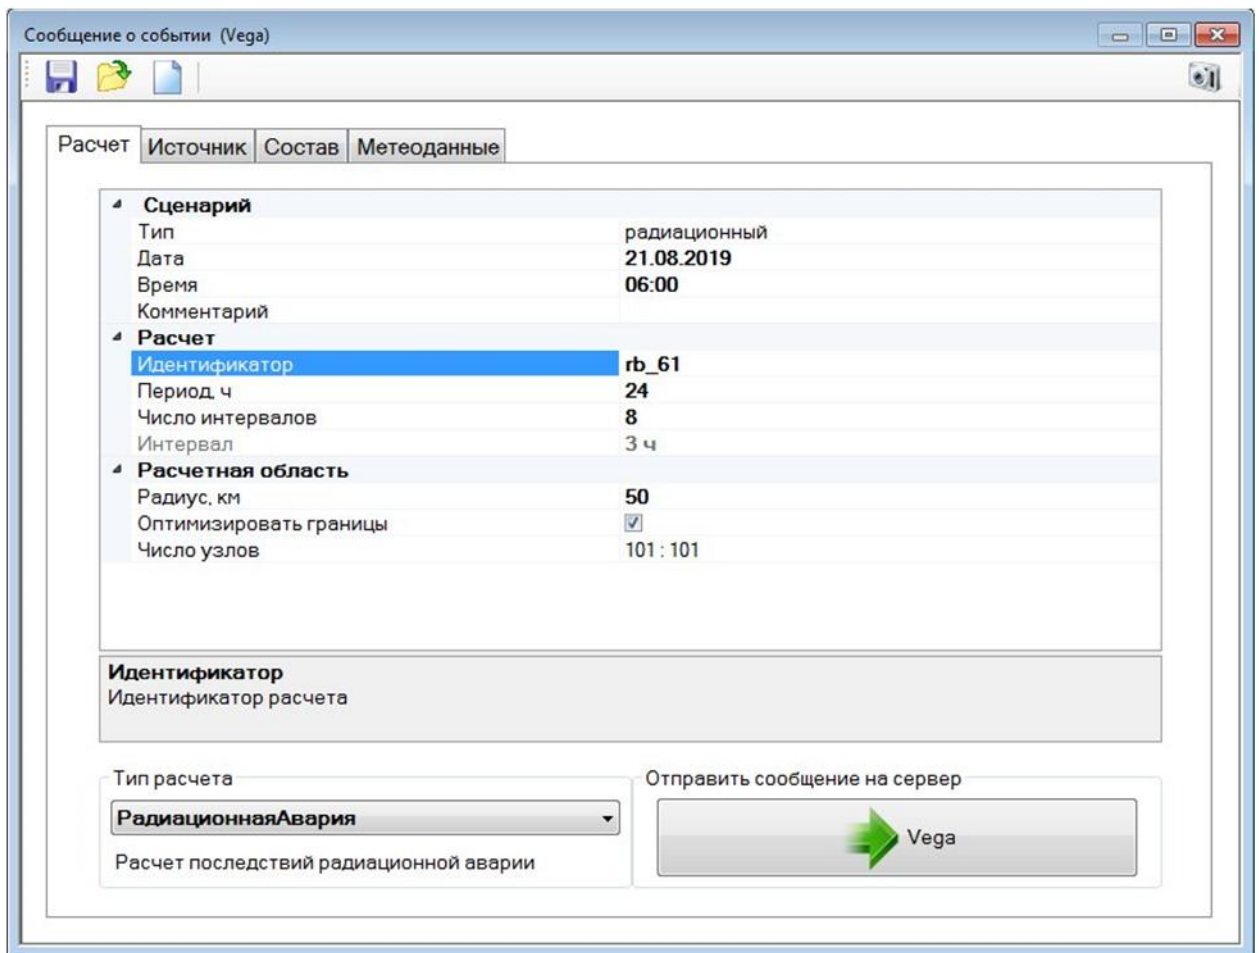 Сообщение о событии (Vega)
Расчет Источник Состав Метеоданные
Сценарий
Тип радиационный
Дата 21.08.2019
Время 06:00
Комментарий
Расчет
Идентификатор rb_61
Период, ч 24
Число интервалов 8
Интервал 3 ч
Расчетная область
Радиус, км 50
Оптимизировать границы
Число узлов 101 : 101
Идентификатор
Идентификатор расчета
Тип расчета
РадиационнаяАвария
Расчет последствий радиационной аварии
Отправить сообщение на сервер
Vega